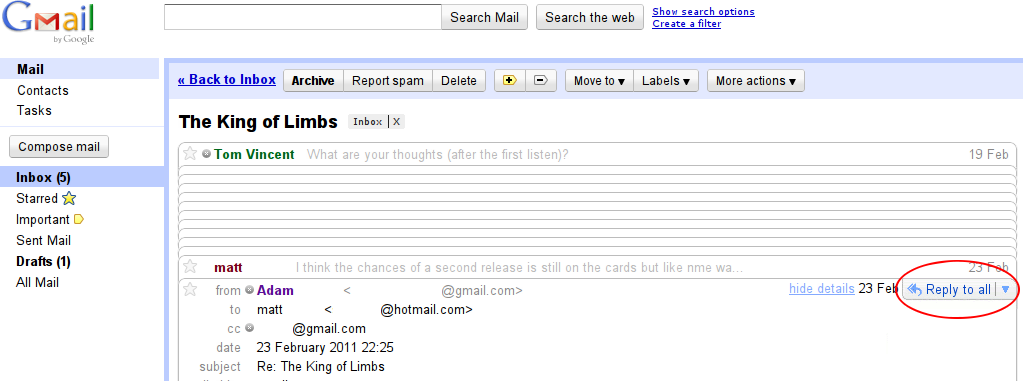 Gmail
by Google
Search Mail
Search the web
Show search options
Create a filter
Mail
Contacts
Tasks
Compose mail
Inbox (5)
Starred
Important
Sent Mail
Drafts (1)
All Mail
« Back to Inbox Archive Report spam Delete Move to Labels More actions
The King of Limbs Inbox | X
Tom Vincent What are your thoughts (after the first listen)? 19 Feb
matt I think the chances of a second release is still on the cards but like nme wa... 23 Feb
from Adam < @gmail.com> hide details 23 Feb Reply to all
to matt < @hotmail.com>
cc @gmail.com
date 23 February 2011 22:25
subject Re: The King of Limbs